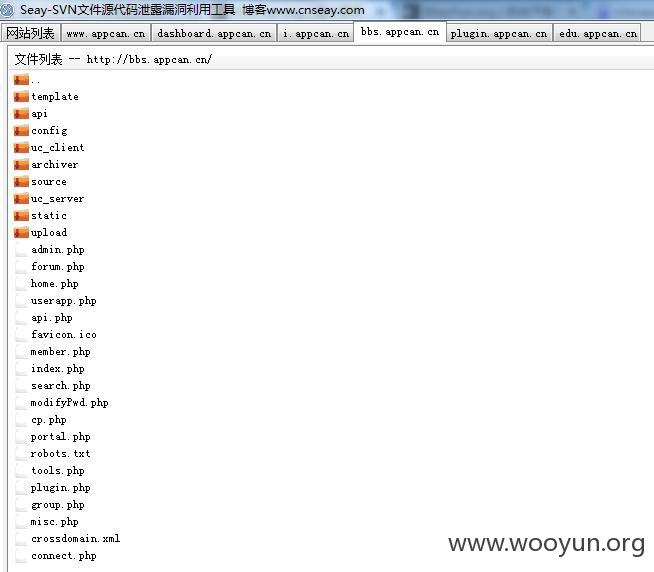 Seay-SVN文件源代码泄露漏洞利用工具 博客www.cnseay.com
网站列表 www.appcan.cn dashboard.appcan.cn i.appcan.cn bbs.appcan.cn plugin.appcan.cn edu.appcan.cn
文件列表 -- http://bbs.appcan.cn/
..
template
api
config
uc_client
archiver
source
uc_server
static
upload
admin.php
forum.php
home.php
userapp.php
api.php
favicon.ico
member.php
index.php
search.php
modifyPwd.php
cp.php
portal.php
robots.txt
tools.php
plugin.php
group.php
misc.php
crossdomain.xml
connect.php
www.wooyun.org